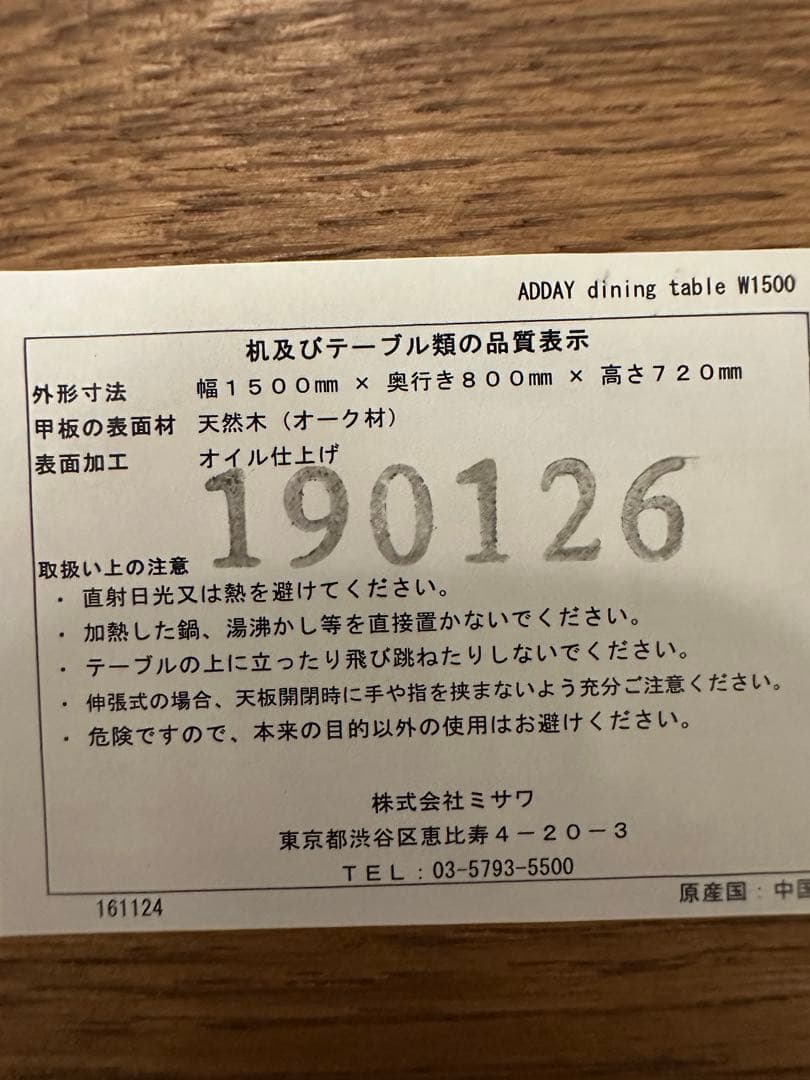 ADDAY dining table W1500
机及びテーブル類の品質表示
外形寸法 幅1500㎜ × 奥行き800㎜ × 高さ720㎜
甲板の表面材 天然木（オーク材）
表面加工 オイル仕上げ
190126
取扱い上の注意
・ 直射日光又は熱を避けてください。
・ 加熱した鍋、湯沸かし等を直接置かないでください。
・ テーブルの上に立ったり飛び跳ねたりしないでください。
・ 伸張式の場合、天板開閉時に手や指を挟まないよう充分ご注意ください。
・ 危険ですので、本来の目的以外の使用はお避けください。
株式会社ミサワ
東京都渋谷区恵比寿4－20－3
ＴＥＬ：03-5793-5500
161124 原産国：中国